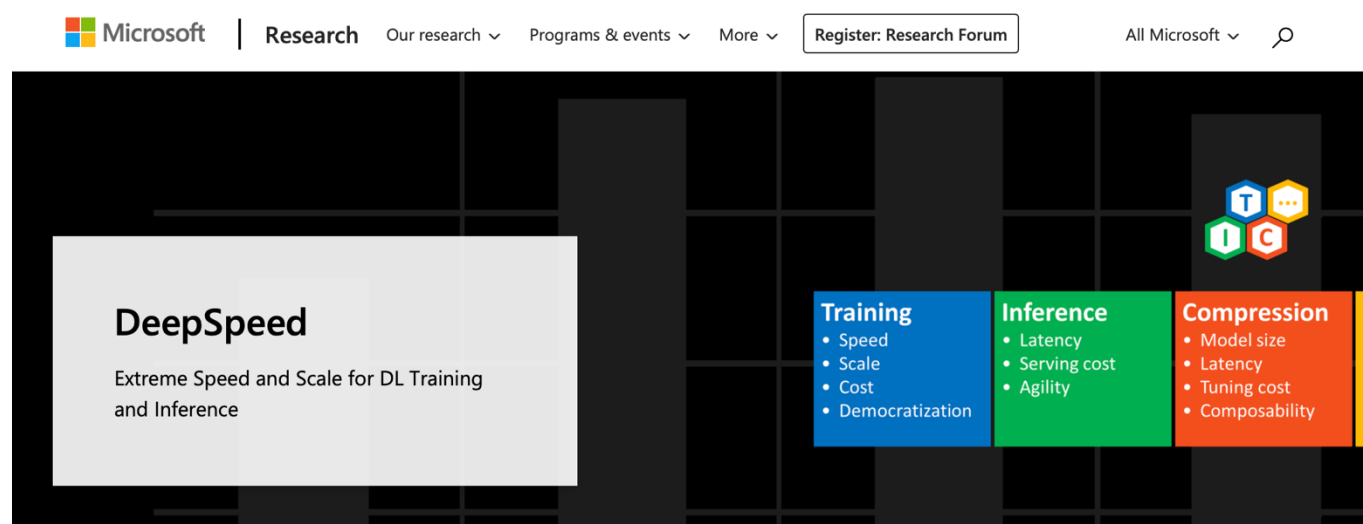 Microsoft | Research Our research Programs & events More Register: Research Forum All Microsoft
T ...
I C
DeepSpeed
Extreme Speed and Scale for DL Training
and Inference
Training
• Speed
• Scale
• Cost
• Democratization
Inference
• Latency
• Serving cost
• Agility
Compression
• Model size
• Latency
• Tuning cost
• Composability